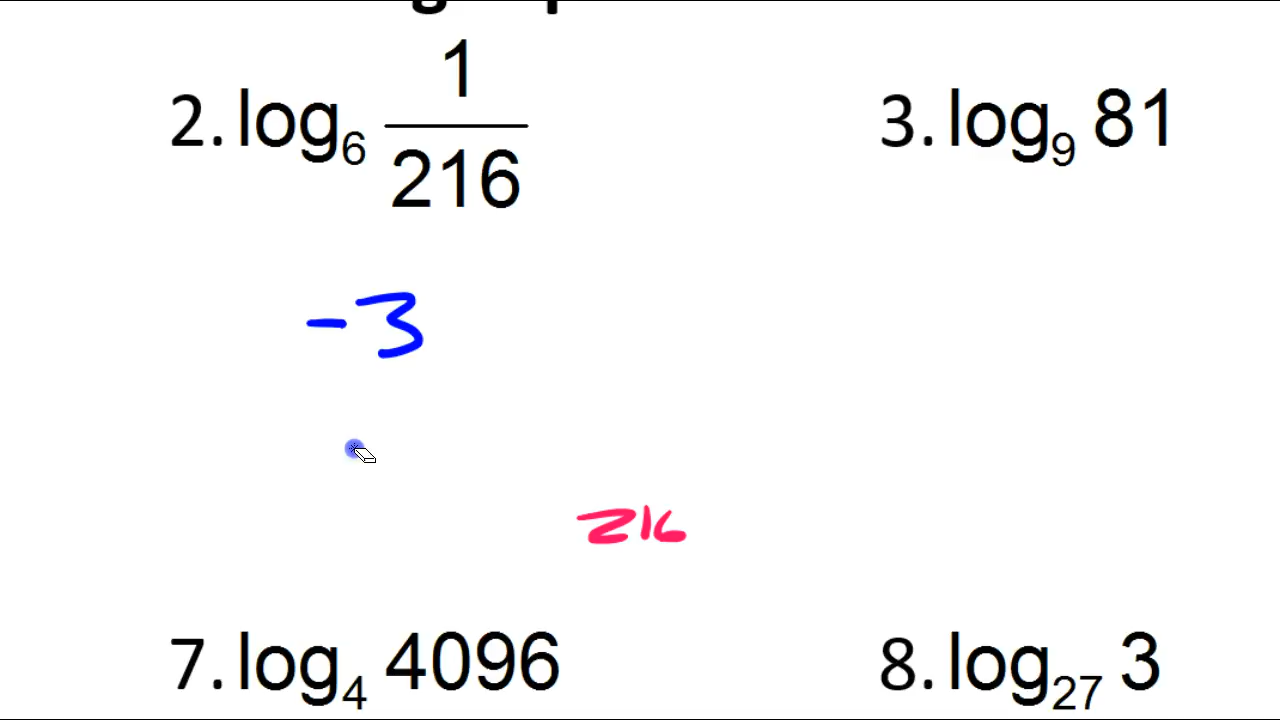 2. log₆ 1/216
3. log₉ 81
-3
216
7. log₄ 4096
8. log₂₇ 3